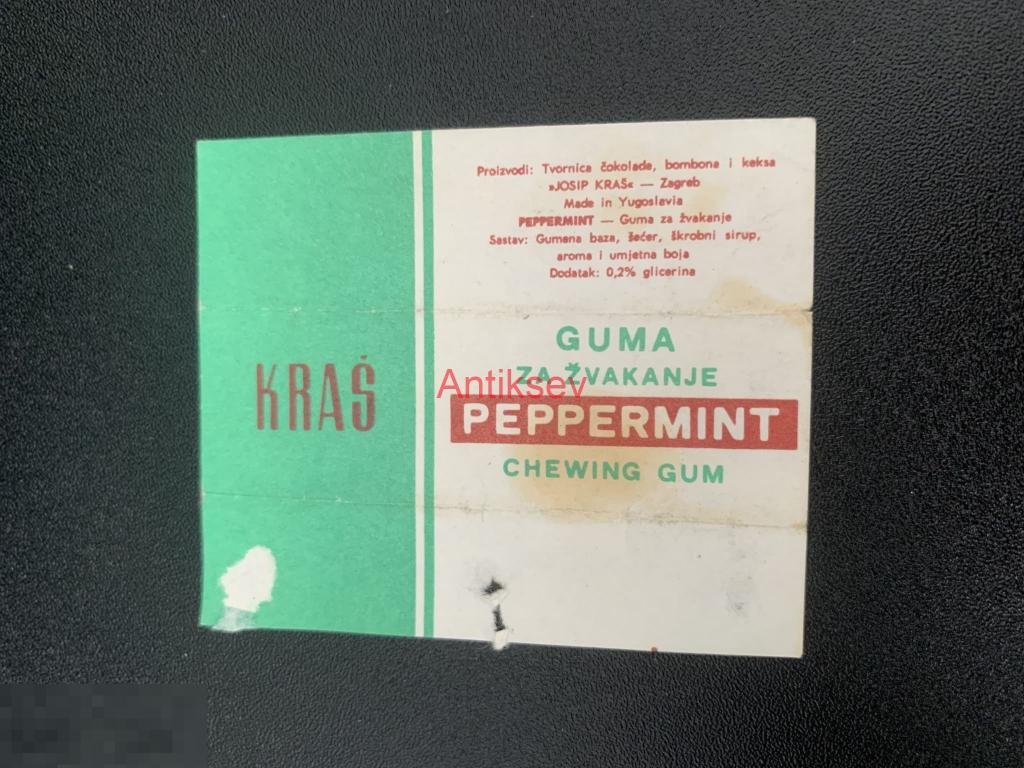 Proizvodi: Tvornica čokolade, bombona i keksa
»JOSIP KRAŠ« — Zagreb
Made in Yugoslavia
PEPPERMINT — Guma za žvakanje
Sastav: Gumena baza, šećer, škrobni sirup,
aroma i umjetna boja
Dodatak: 0,2% glicerina
KRAŠ
GUMA
ZA ŽVAKANJE
Antiksev
PEPPERMINT
CHEWING GUM